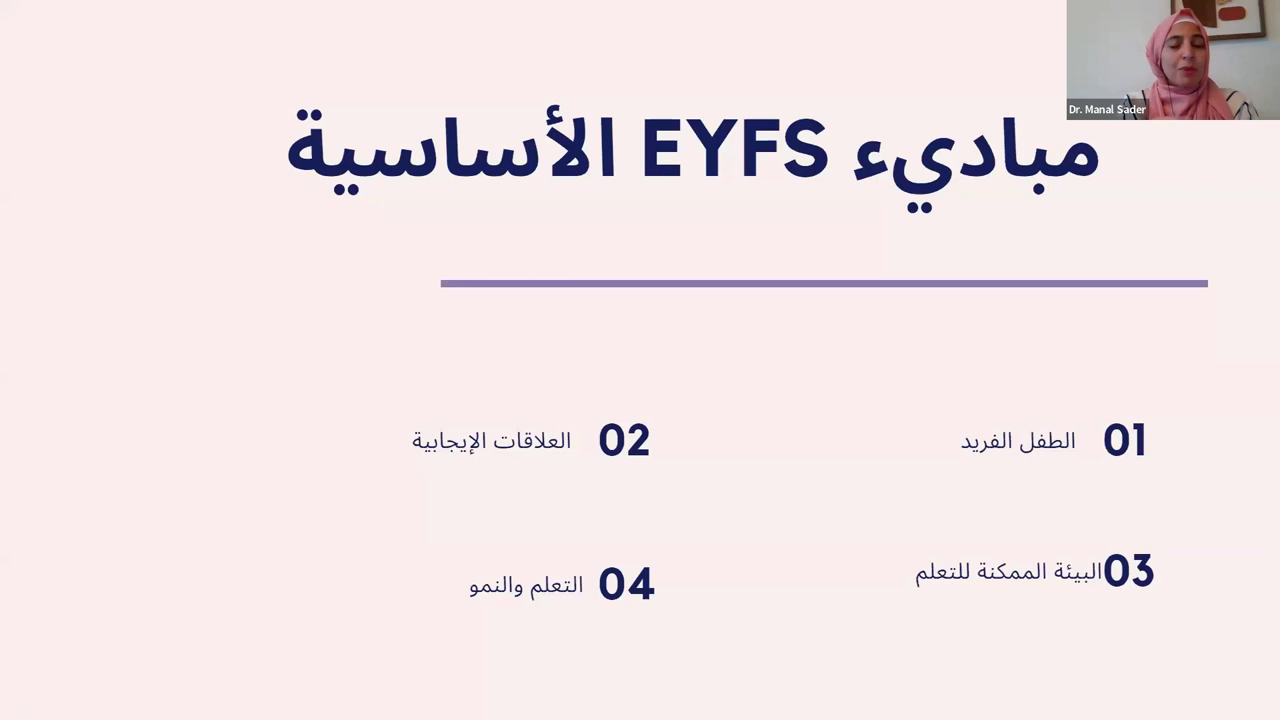 Dr. Manal Sader
مباديء EYFS الأساسية
01 الطفل الفريد
02 العلاقات الإيجابية
03 البيئة الممكنة للتعلم
04 التعلم والنمو